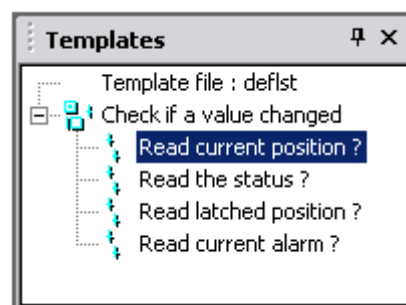 Templates
Template file : deflst
Check if a value changed
Read current position ?
Read the status ?
Read latched position ?
Read current alarm ?